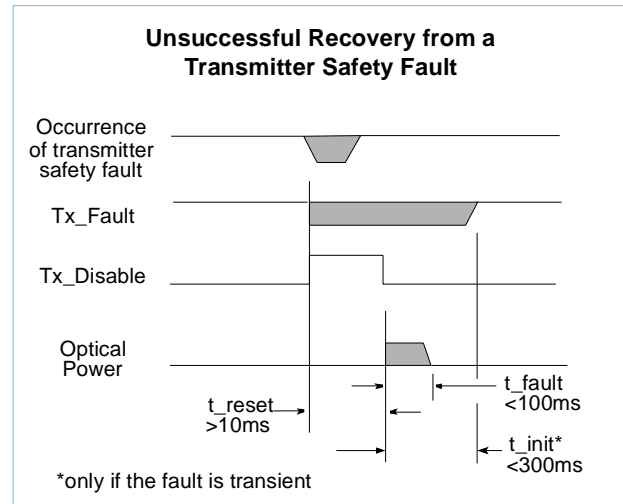 Unsuccessful Recovery from a
Transmitter Safety Fault
Occurrence
of transmitter
safety fault
Tx_Fault
Tx_Disable
Optical
Power
t_reset
>10ms
t_fault
<100ms
t_init*
<300ms
*only if the fault is transient